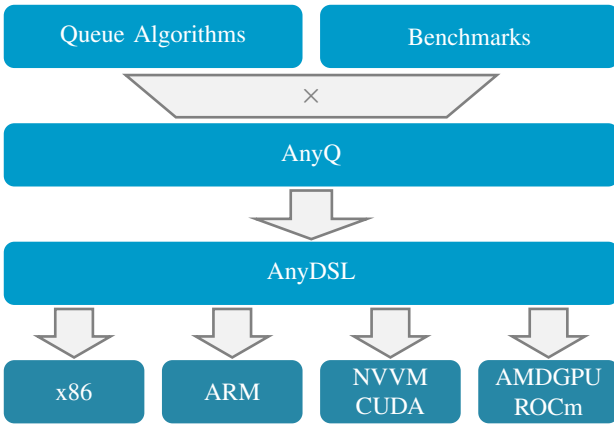 Queue Algorithms
Benchmarks
×
AnyQ
AnyDSL
x86
ARM
NVVM
CUDA
AMDGPU
ROCm